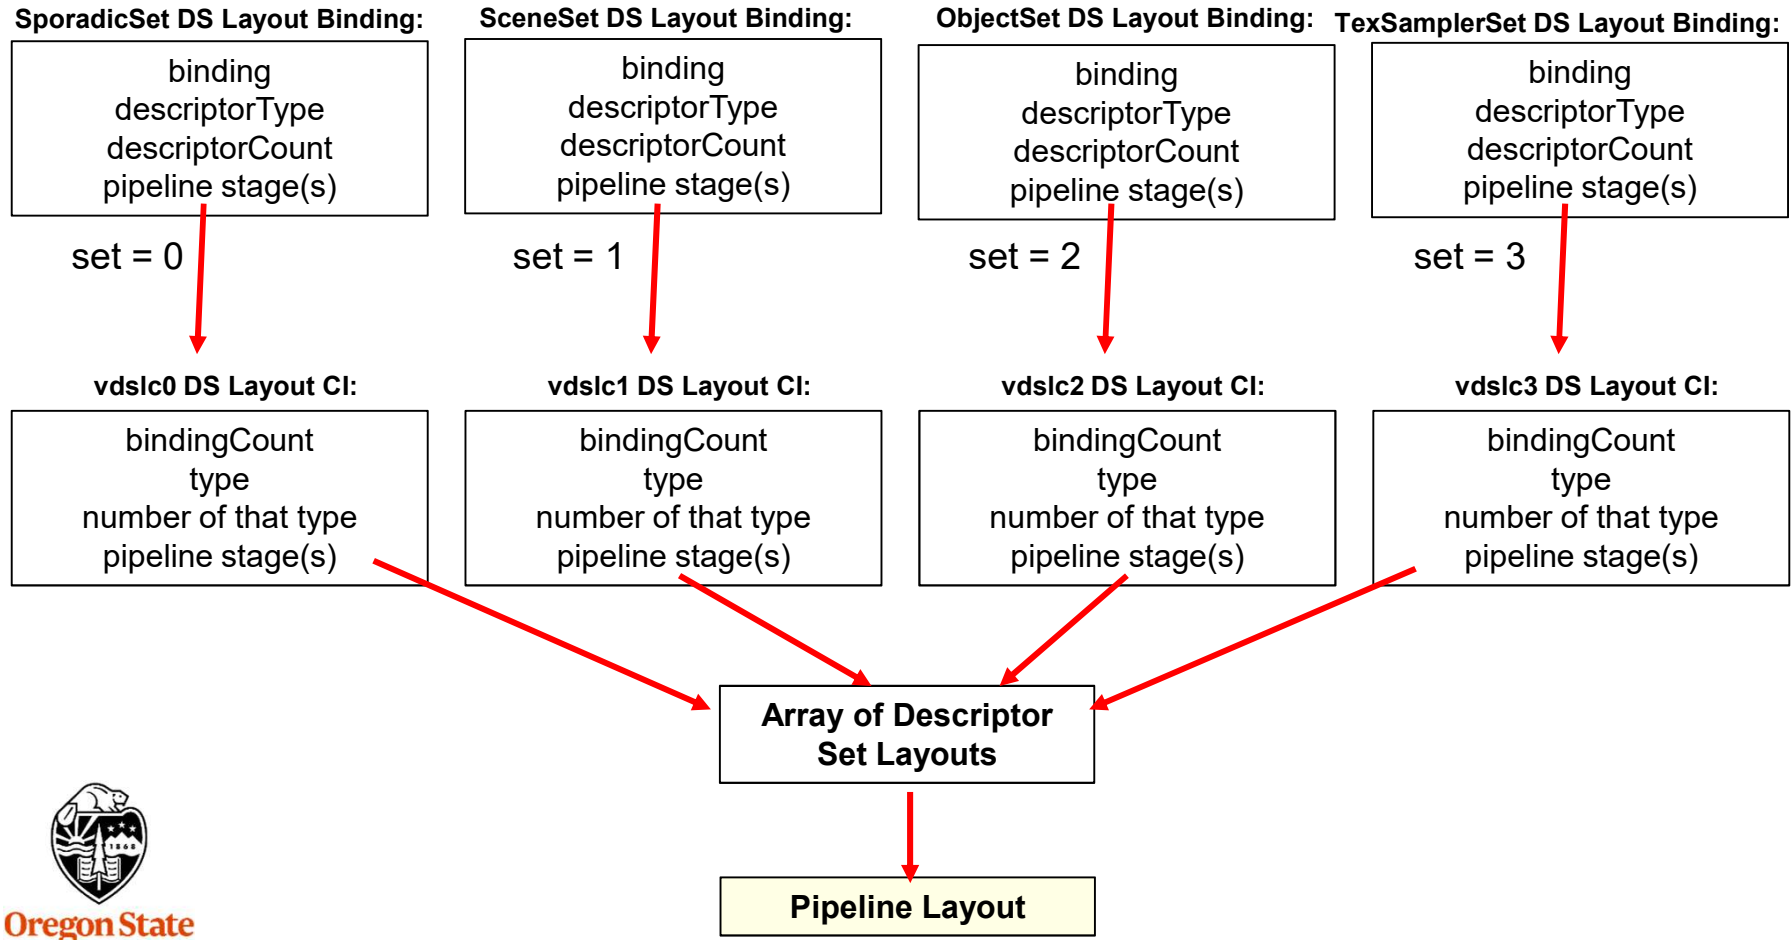 SporadicSet DS Layout Binding:
binding
descriptorType
descriptorCount
pipeline stage(s)
set = 0
SceneSet DS Layout Binding:
binding
descriptorType
descriptorCount
pipeline stage(s)
set = 1
ObjectSet DS Layout Binding:
binding
descriptorType
descriptorCount
pipeline stage(s)
set = 2
TexSamplerSet DS Layout Binding:
binding
descriptorType
descriptorCount
pipeline stage(s)
set = 3
vdslc0 DS Layout CI:
bindingCount
type
number of that type
pipeline stage(s)
vdslc1 DS Layout CI:
bindingCount
type
number of that type
pipeline stage(s)
vdslc2 DS Layout CI:
bindingCount
type
number of that type
pipeline stage(s)
vdslc3 DS Layout CI:
bindingCount
type
number of that type
pipeline stage(s)
Array of Descriptor
Set Layouts
Pipeline Layout
1868
Oregon State